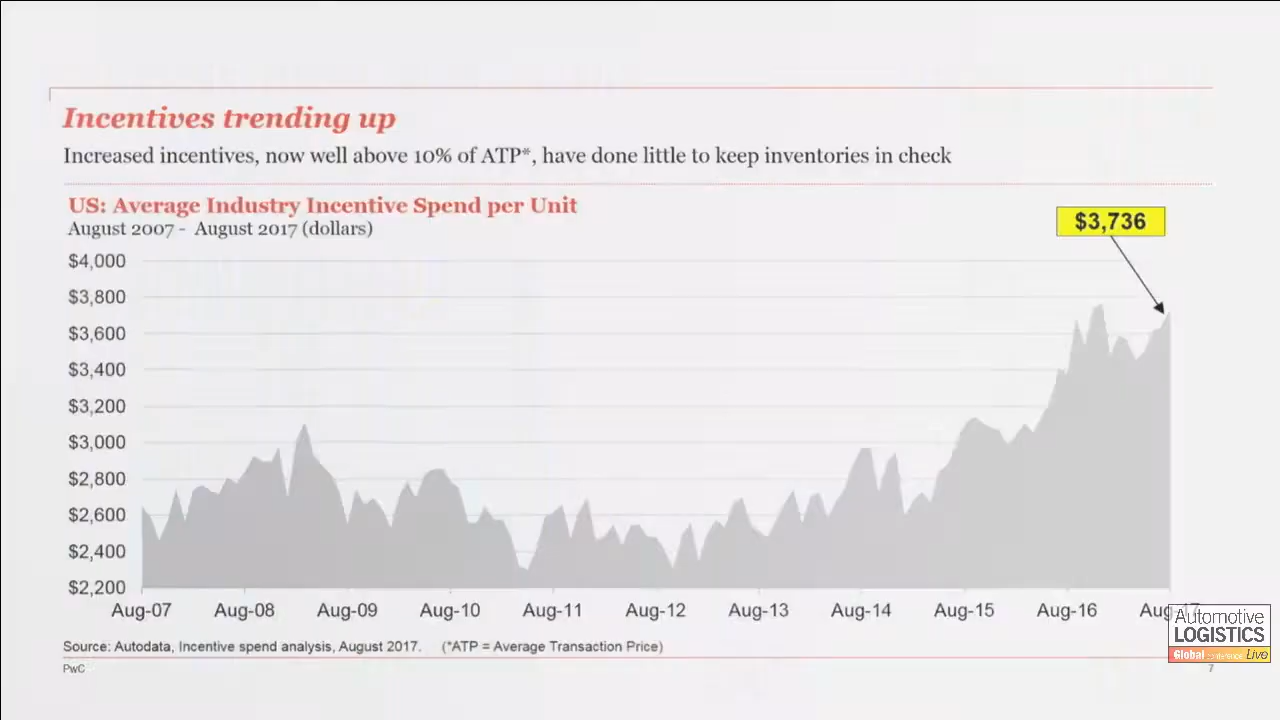 Incentives trending up
Increased incentives, now well above 10% of ATP*, have done little to keep inventories in check
US: Average Industry Incentive Spend per Unit
August 2007 - August 2017 (dollars)
$3,736
$4,000
$3,800
$3,600
$3,400
$3,200
$3,000
$2,800
$2,600
$2,400
$2,200
Aug-07 Aug-08 Aug-09 Aug-10 Aug-11 Aug-12 Aug-13 Aug-14 Aug-15 Aug-16 Aug-17
Automotive
LOGISTICS
Global conference Live
Source: Autodata, Incentive spend analysis, August 2017. (*ATP = Average Transaction Price)
PwC
7